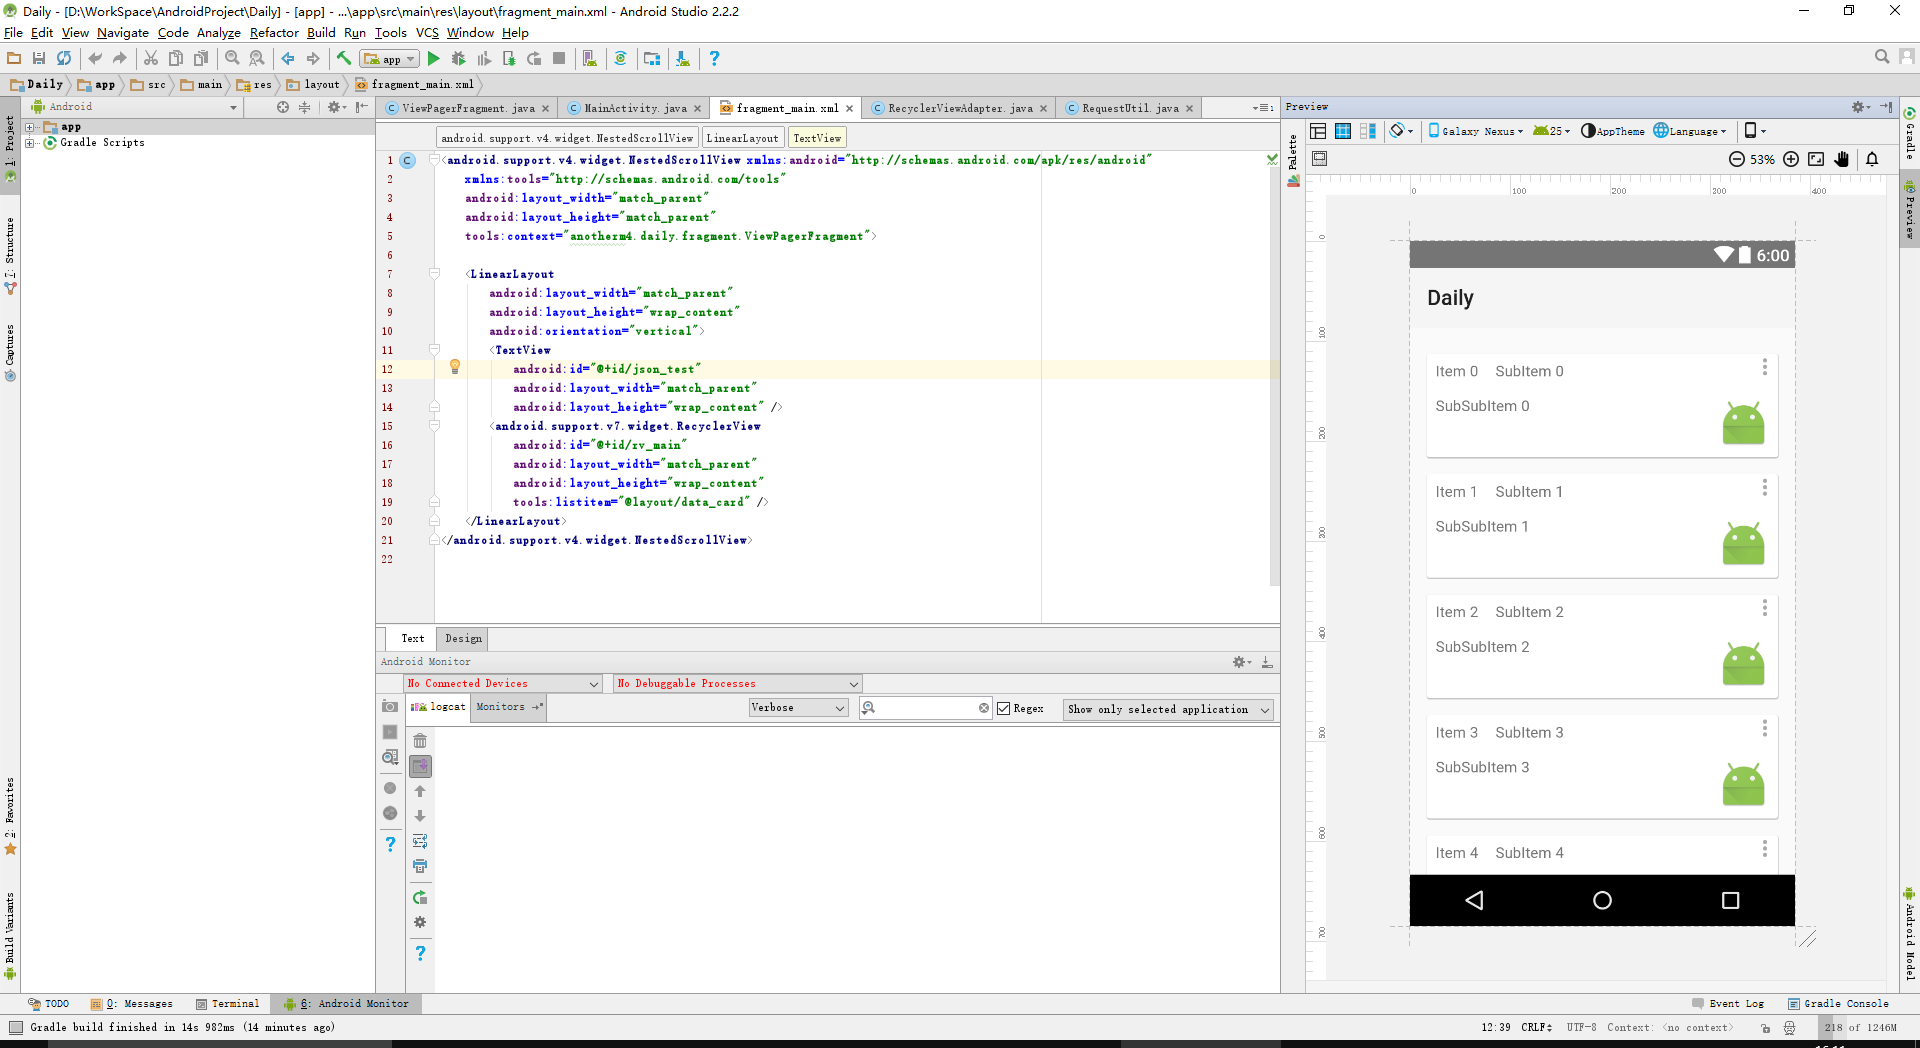 Daily - [D:\WorkSpace\AndroidProject\Daily] - [app] - ...\app\src\main\res\layout\fragment_main.xml - Android Studio 2.2.2
File Edit View Navigate Code Analyze Refactor Build Run Tools VCS Window Help
app
Daily app src main res layout fragment_main.xml
Android
ViewPagerFragment.java MainActivity.java fragment_main.xml RecyclerViewAdapter.java RequestUtil.java
Preview
app
Gradle Scripts
android.support.v4.widget.NestedScrollView LinearLayout TextView
1 <android.support.v4.widget.NestedScrollView xmlns:android="http://schemas.android.com/apk/res/android"
2 xmlns:tools="http://schemas.android.com/tools"
3 android:layout_width="match_parent"
4 android:layout_height="match_parent"
5 tools:context="anotherm4.daily.fragment.ViewPagerFragment">
6
7 <LinearLayout
8 android:layout_width="match_parent"
9 android:layout_height="wrap_content"
10 android:orientation="vertical">
11 <TextView
12 android:id="@+id/json_test"
13 android:layout_width="match_parent"
14 android:layout_height="wrap_content" />
15 <android.support.v7.widget.RecyclerView
16 android:id="@+id/rv_main"
17 android:layout_width="match_parent"
18 android:layout_height="wrap_content"
19 tools:listitem="@layout/data_card" />
20 </LinearLayout>
21 </android.support.v4.widget.NestedScrollView>
22
Text Design
Android Monitor
No Connected Devices No Debuggable Processes
logcat Monitors Verbose Regex Show only selected application
1: Project
7: Structure
Captures
2: Favorites
Build Variants
Palette
Galaxy Nexus 25 AppTheme Language
53%
0 100 200 300 400
0
100
200
300
400
500
600
700
6:00
Daily
Item 0 SubItem 0
SubSubItem 0
Item 1 SubItem 1
SubSubItem 1
Item 2 SubItem 2
SubSubItem 2
Item 3 SubItem 3
SubSubItem 3
Item 4 SubItem 4
Gradle
Preview
Android Model
TODO 0: Messages Terminal 6: Android Monitor Event Log Gradle Console
Gradle build finished in 14s 982ms (14 minutes ago) 12:39 CRLF UTF-8 Context: <no context> 218 of 1246M